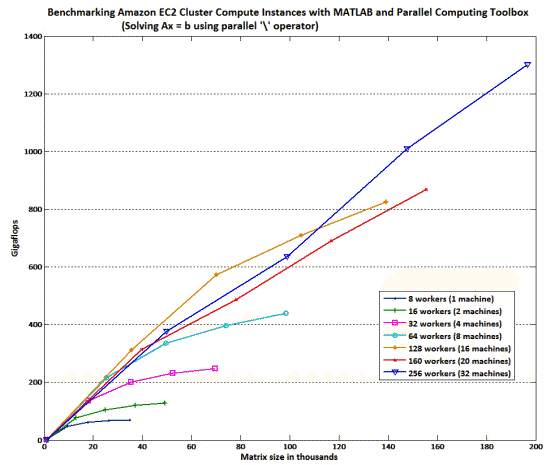 Benchmarking Amazon EC2 Cluster Compute Instances with MATLAB and Parallel Computing Toolbox
(Solving Ax = b using parallel '\' operator)
1400
1200
1000
800
600
400
200
0
Gigaflops
0 20 40 60 80 100 120 140 160 180 200
Matrix size in thousands
8 workers (1 machine)
16 workers (2 machines)
32 workers (4 machines)
64 workers (8 machines)
128 workers (16 machines)
160 workers (20 machines)
256 workers (32 machines)